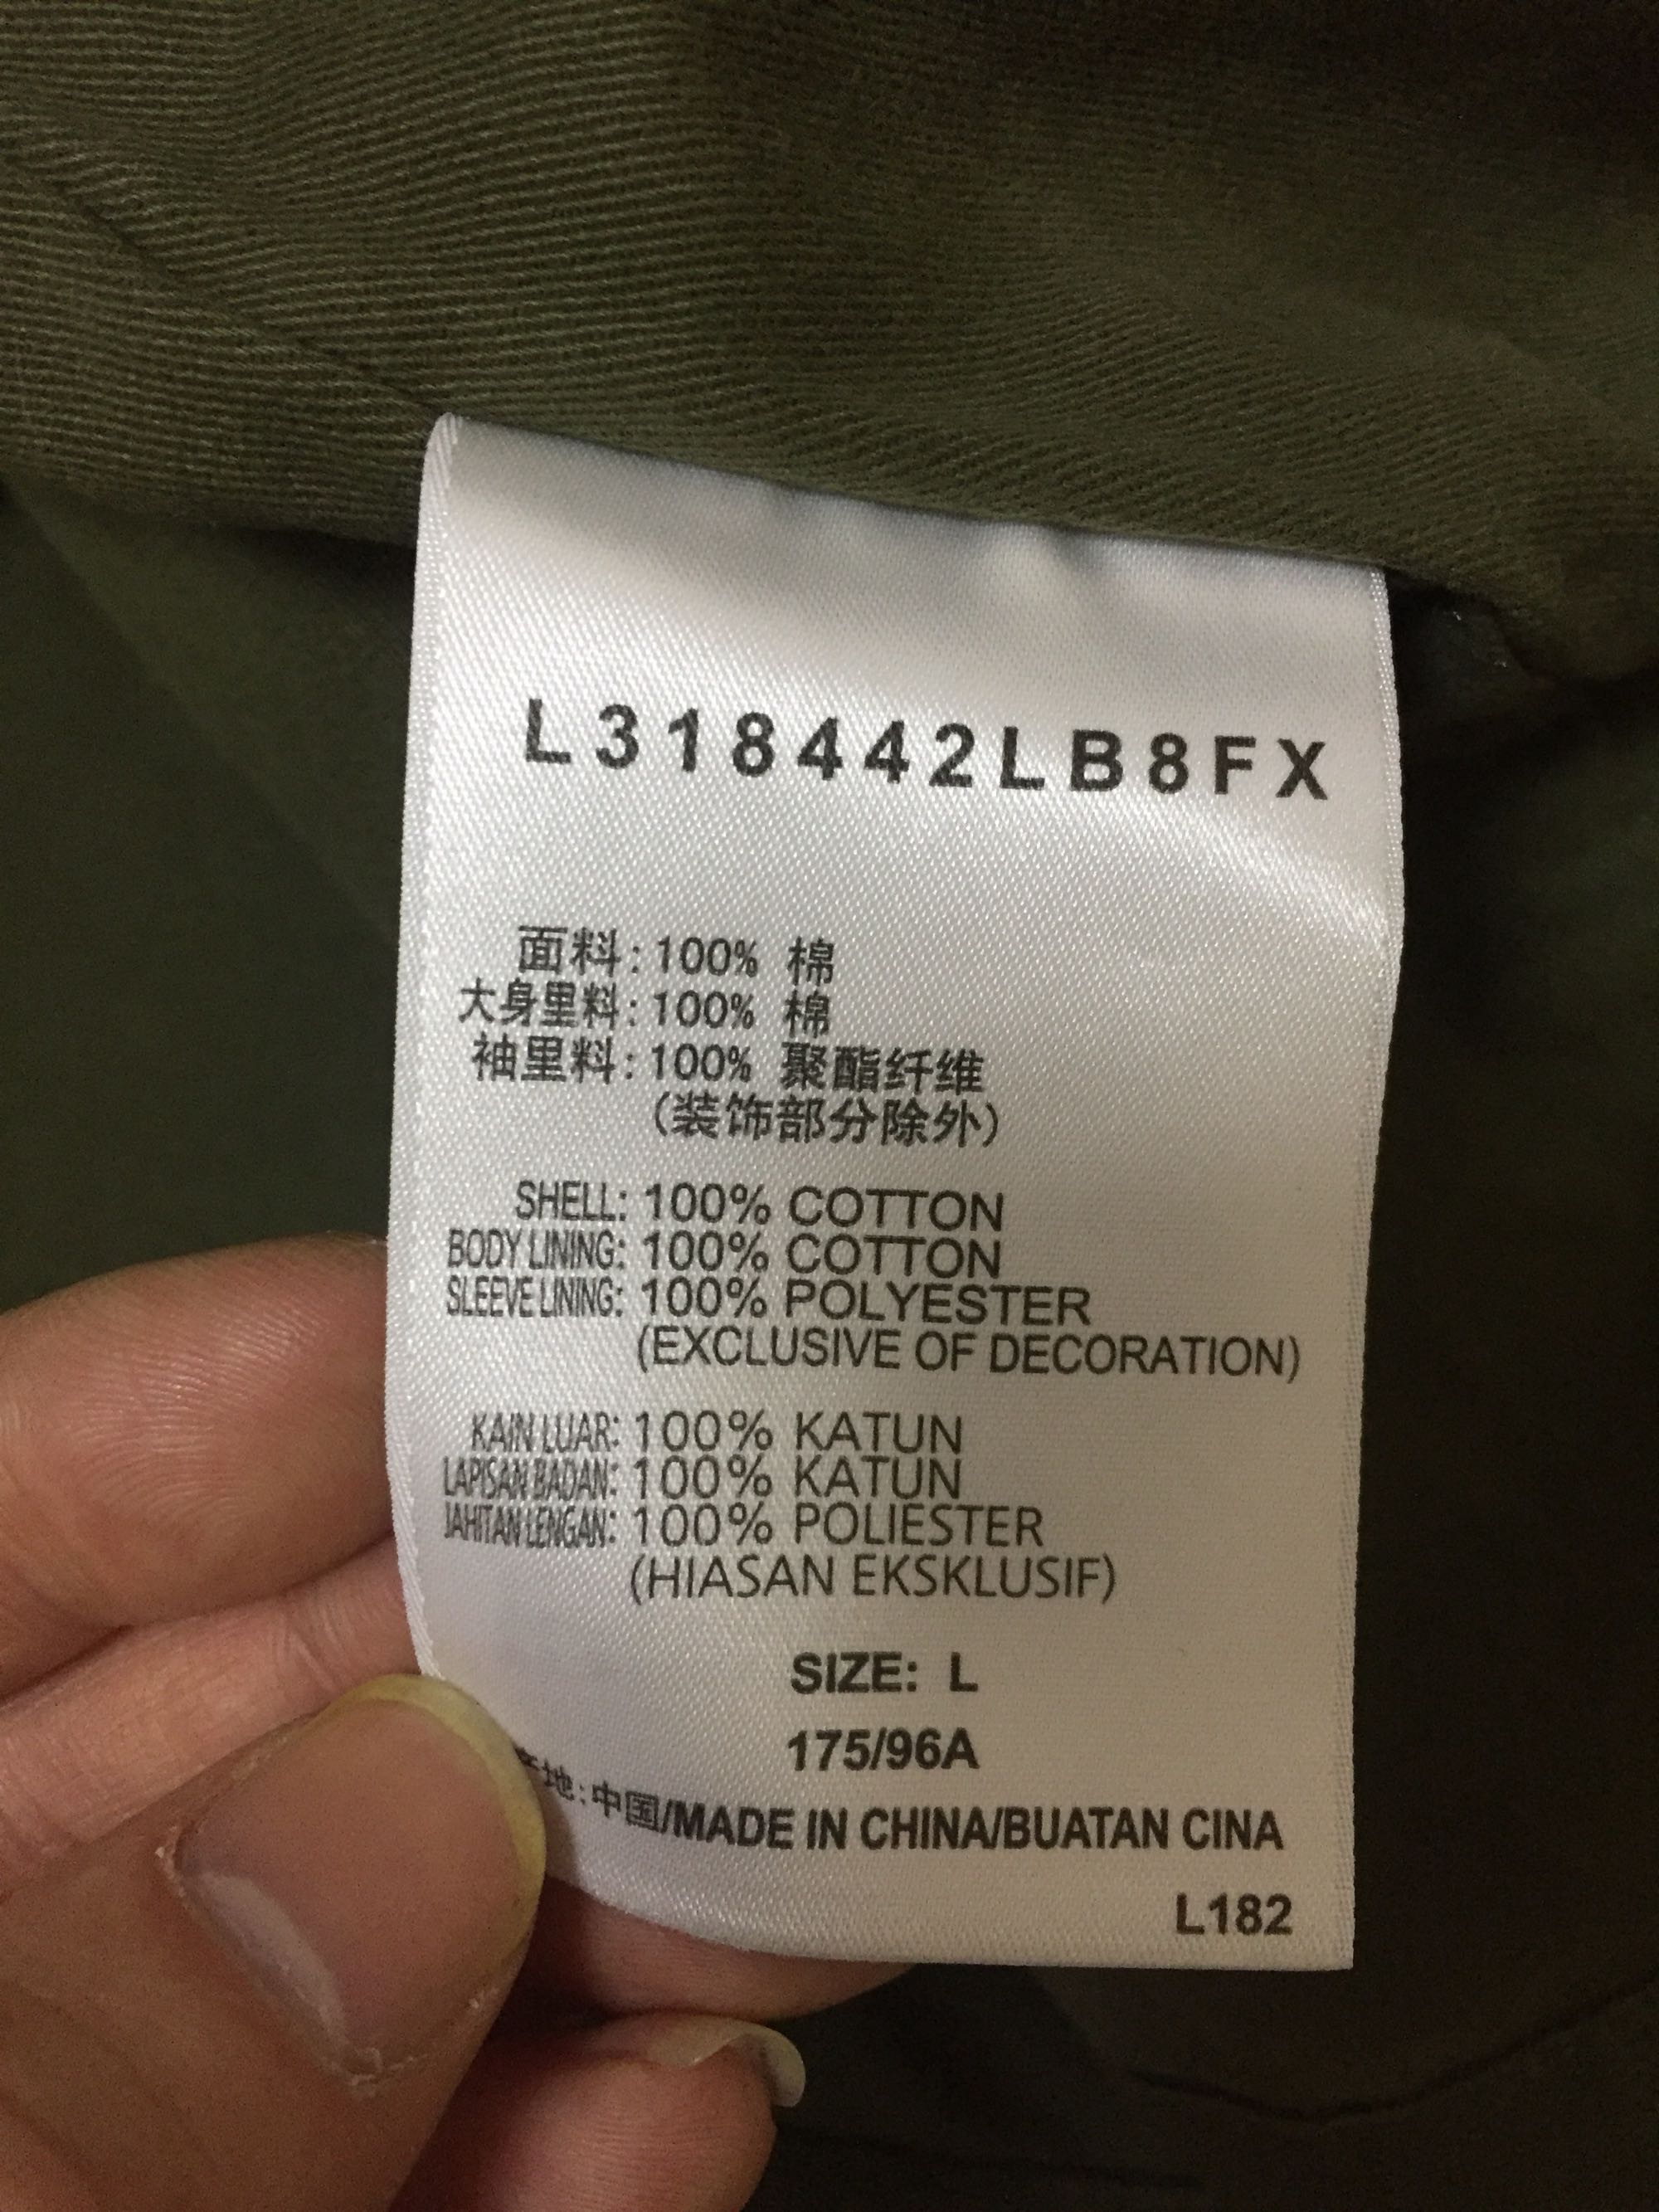 L318442LB8FX
面料: 100% 棉
大身里料: 100% 棉
袖里料: 100% 聚酯纤维
(装饰部分除外)
SHELL: 100% COTTON
BODY LINING: 100% COTTON
SLEEVE LINING: 100% POLYESTER
(EXCLUSIVE OF DECORATION)
KAIN LUAR: 100% KATUN
LAPISAN BADAN: 100% KATUN
JAHITAN LENGAN: 100% POLIESTER
(HIASAN EKSKLUSIF)
SIZE: L
175/96A
产地: 中国/MADE IN CHINA/BUATAN CINA
L182